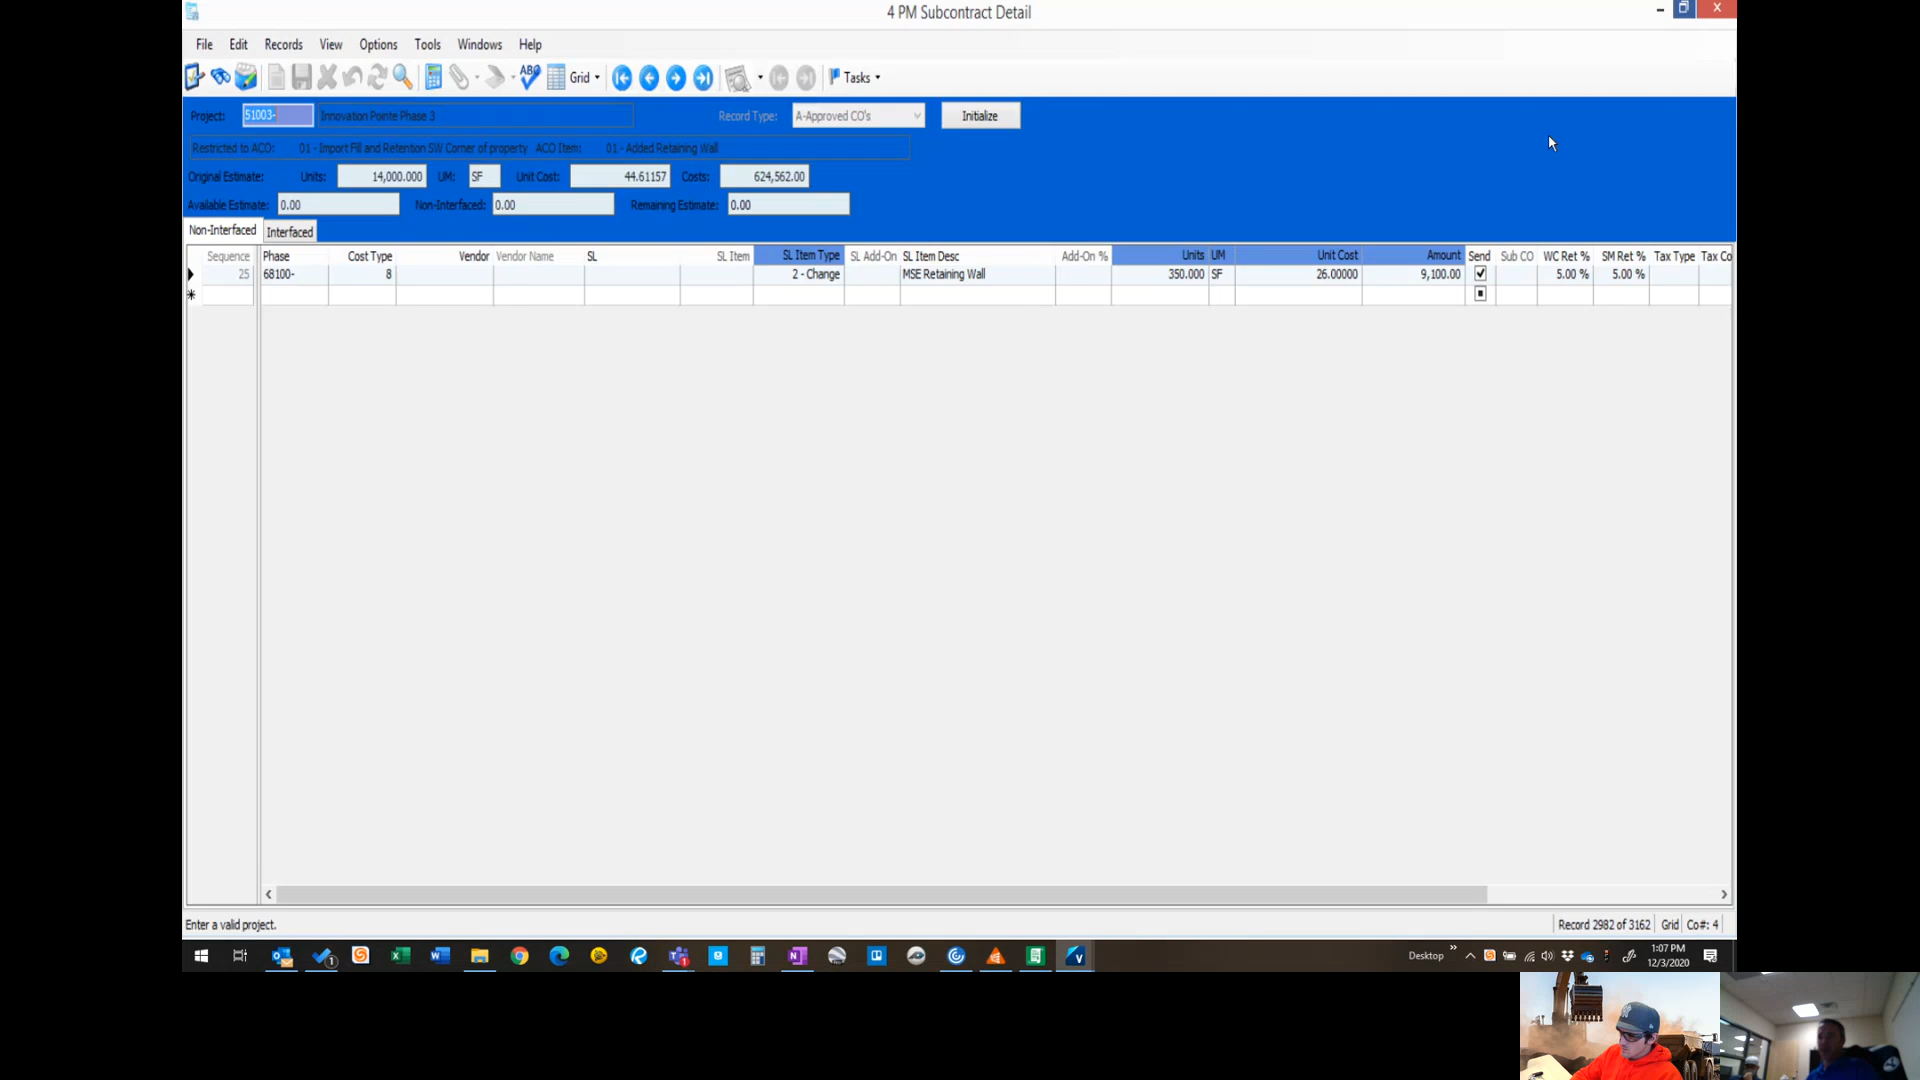 4 PM Subcontract Detail
File Edit Records View Options Tools Windows Help
ABC Grid Tasks
Project: 51003- Innovation Pointe Phase 3 Record Type: A-Approved CO's Initialize
Restricted to ACO: 01 - Import Fill and Retention SW Corner of property ACO Item: 01 - Added Retaining Wall
Original Estimate: Units: 14,000.000 UM: SF Unit Cost: 44.61157 Costs: 624,562.00
Available Estimate: 0.00 Non-Interfaced: 0.00 Remaining Estimate: 0.00
Non-Interfaced Interfaced
Sequence Phase Cost Type Vendor Vendor Name SL SL Item SL Item Type SL Add-On SL Item Desc Add-On % Units UM Unit Cost Amount Send Sub CO WC Ret % SM Ret % Tax Type Tax Co
25 68100- 8 2 - Change MSE Retaining Wall 350.000 SF 26.00000 9,100.00 5.00 % 5.00 %
Enter a valid project. Record 2982 of 3162 Grid Co#: 4
Desktop 1:07 PM
12/3/2020